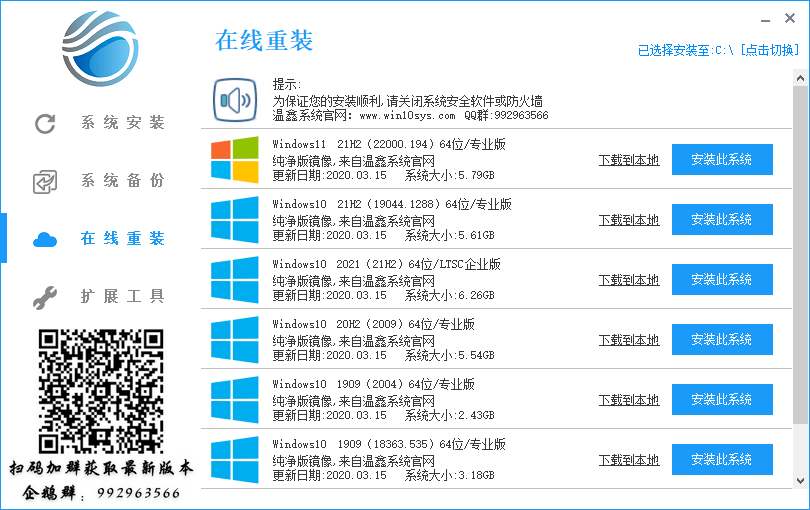 在线重装
已选择安装至:C:\ [点击切换]
提示:
为保证您的安装顺利,请关闭系统安全软件或防火墙
温鑫系统官网: www.win10sys.com QQ群:992963566
系统安装
系统备份
在线重装
扩展工具
Windows11 21H2 (22000.194) 64位/专业版
纯净版镜像,来自温鑫系统官网
更新日期:2020.03.15 系统大小:5.79GB
下载到本地
安装此系统
Windows10 21H2 (19044.1288) 64位/专业版
纯净版镜像,来自温鑫系统官网
更新日期:2020.03.15 系统大小:5.61GB
下载到本地
安装此系统
Windows10 2021 (21H2) 64位/LTSC企业版
纯净版镜像,来自温鑫系统官网
更新日期:2020.03.15 系统大小:6.26GB
下载到本地
安装此系统
Windows10 20H2 (2009) 64位/专业版
纯净版镜像,来自温鑫系统官网
更新日期:2020.03.15 系统大小:5.54GB
下载到本地
安装此系统
Windows10 1909 (2004) 64位/专业版
纯净版镜像,来自温鑫系统官网
更新日期:2020.03.15 系统大小:2.43GB
下载到本地
安装此系统
Windows10 1909 (18363.535) 64位/专业版
纯净版镜像,来自温鑫系统官网
更新日期:2020.03.15 系统大小:3.18GB
下载到本地
安装此系统
扫码加群获取最新版本
企鹅群: 992963566